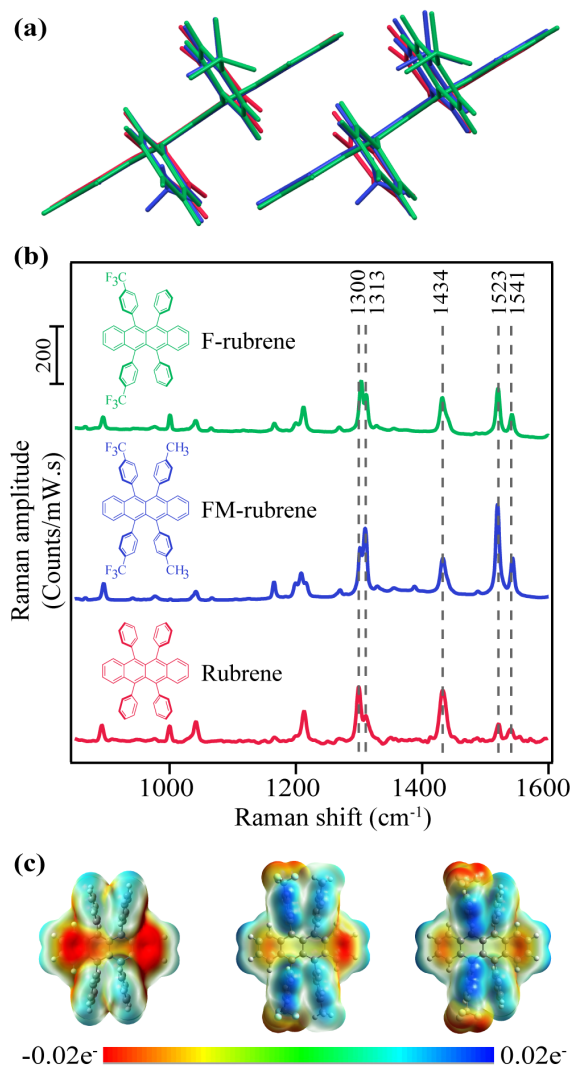 (a)
(b)
1300
1313
1434
1523
1541
200
F₃C
F-rubrene
F₃C
F₃C
CH₃
FM-rubrene
F₃C
CH₃
Rubrene
Raman amplitude
(Counts/mW.s)
1000
1200
1400
1600
Raman shift (cm⁻¹)
(c)
-0.02e⁻
0.02e⁻